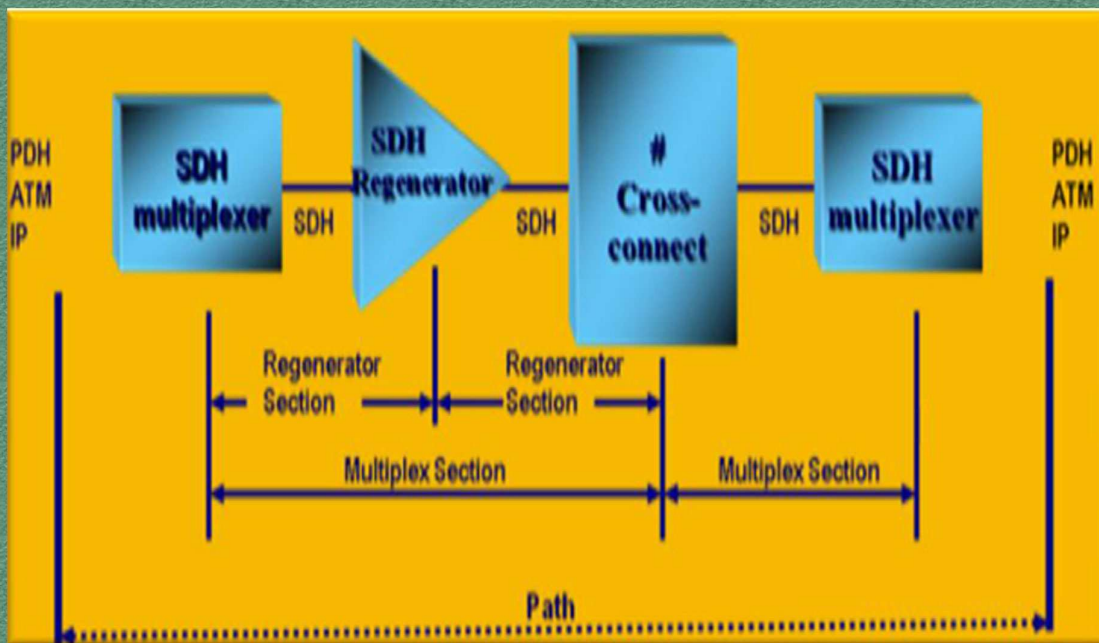 PDH
ATM
IP
SDH
multiplexer
SDH
SDH
Regenerator
SDH
#
Cross-
connect
SDH
SDH
multiplexer
PDH
ATM
IP
Regenerator
Section
Regenerator
Section
Multiplex Section
Multiplex Section
Path